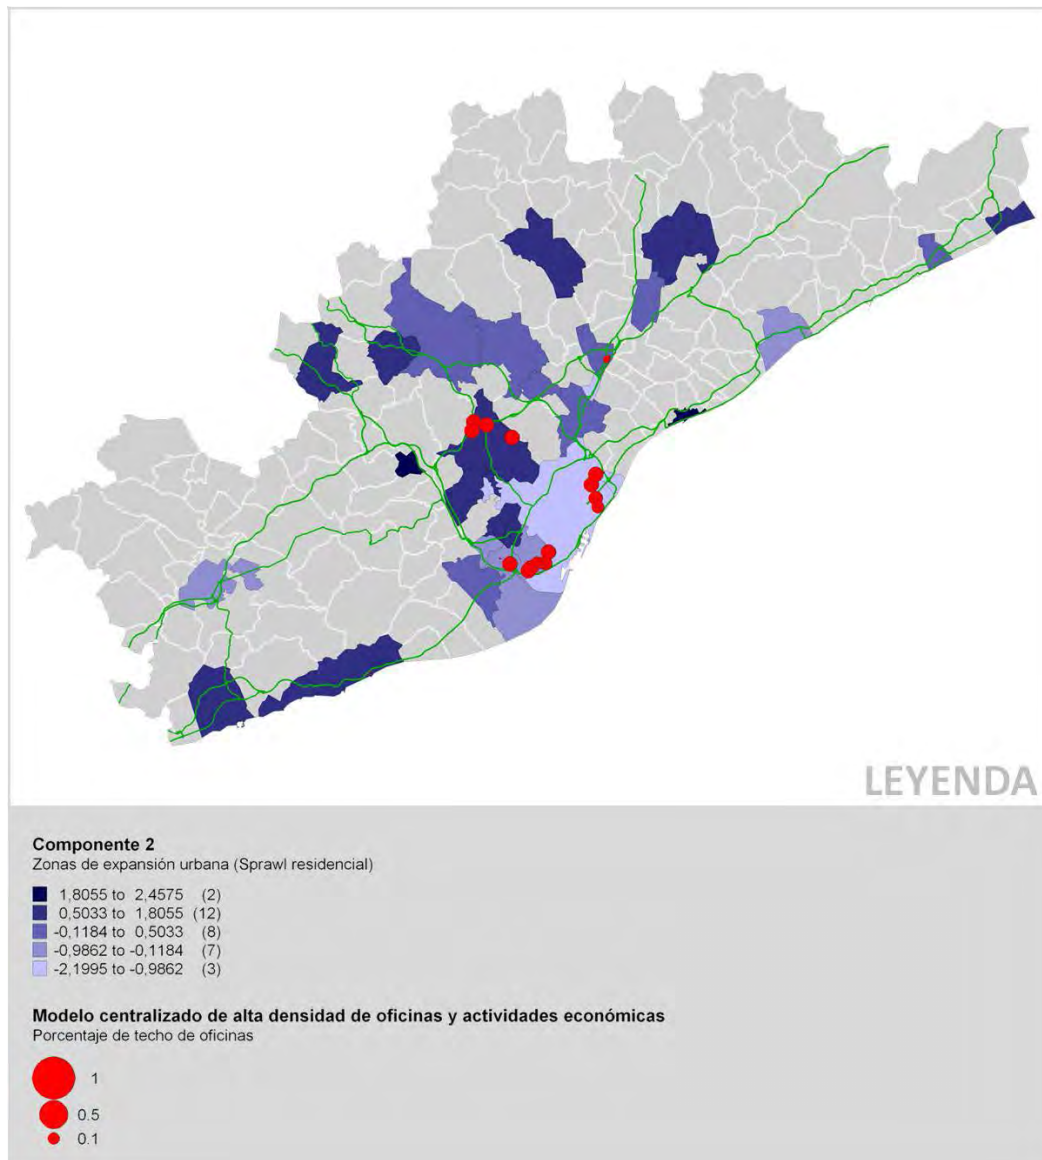 LEYENDA
Componente 2
Zonas de expansión urbana (Sprawl residencial)
1,8055 to 2,4575 (2)
0,5033 to 1,8055 (12)
-0,1184 to 0,5033 (8)
-0,9862 to -0,1184 (7)
-2,1995 to -0,9862 (3)
Modelo centralizado de alta densidad de oficinas y actividades económicas
Porcentaje de techo de oficinas
1
0.5
0.1